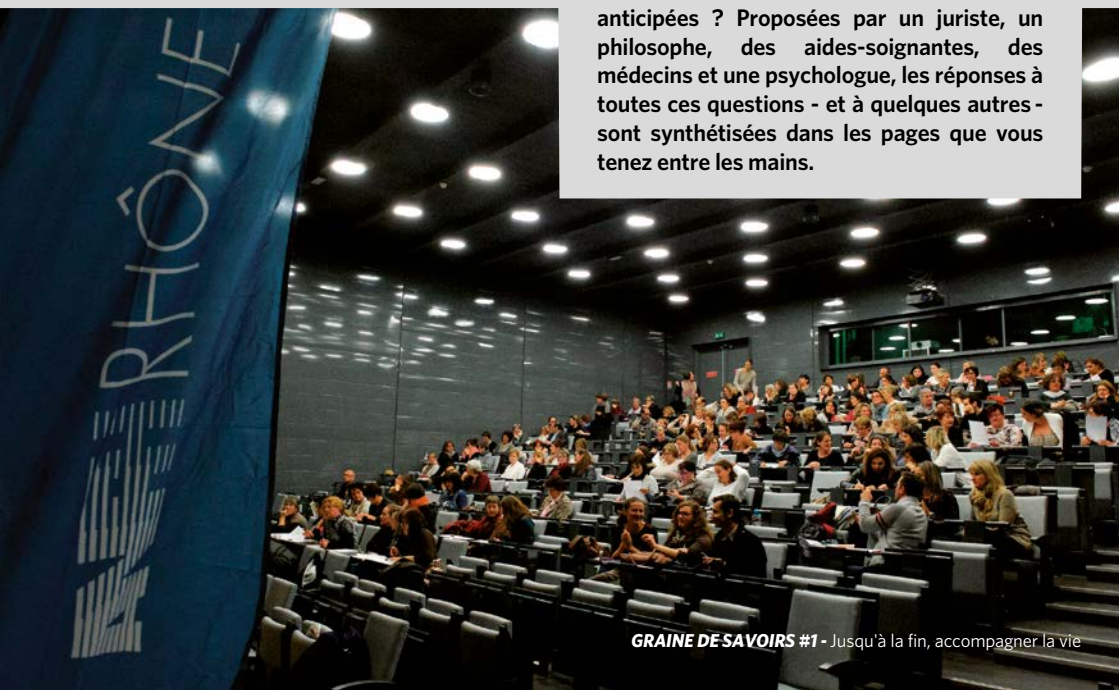 anticipées ? Proposées par un juriste, un
philosophe, des aides-soignantes, des
médecins et une psychologue, les réponses à
toutes ces questions - et à quelques autres -
sont synthétisées dans les pages que vous
tenez entre les mains.
RHÔNE
GRAINE DE SAVOIRS #1 - Jusqu'à la fin, accompagner la vie